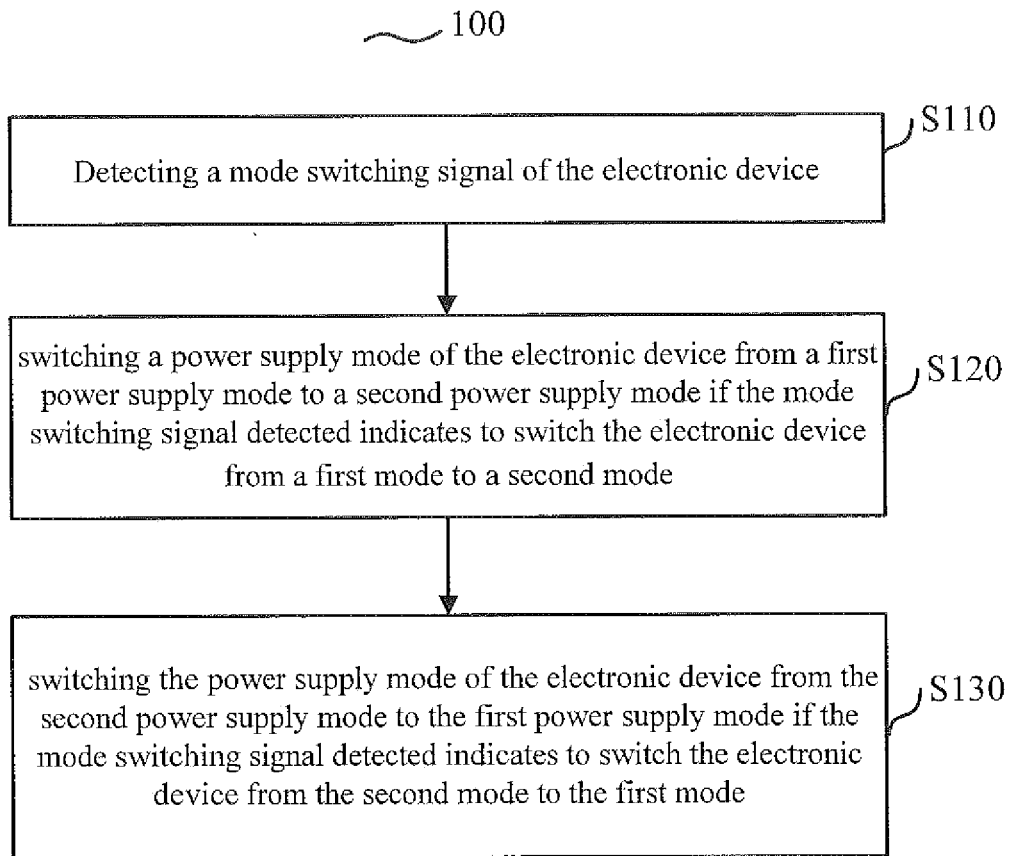 100
S110
Detecting a mode switching signal of the electronic device
switching a power supply mode of the electronic device from a first
S120
power supply mode to a second power supply mode if the mode
switching signal detected indicates to switch the electronic device
from a first mode to a second mode
switching the power supply mode of the electronic device from the
S130
second power supply mode to the first power supply mode if the
mode switching signal detected indicates to switch the electronic
device from the second mode to the first mode